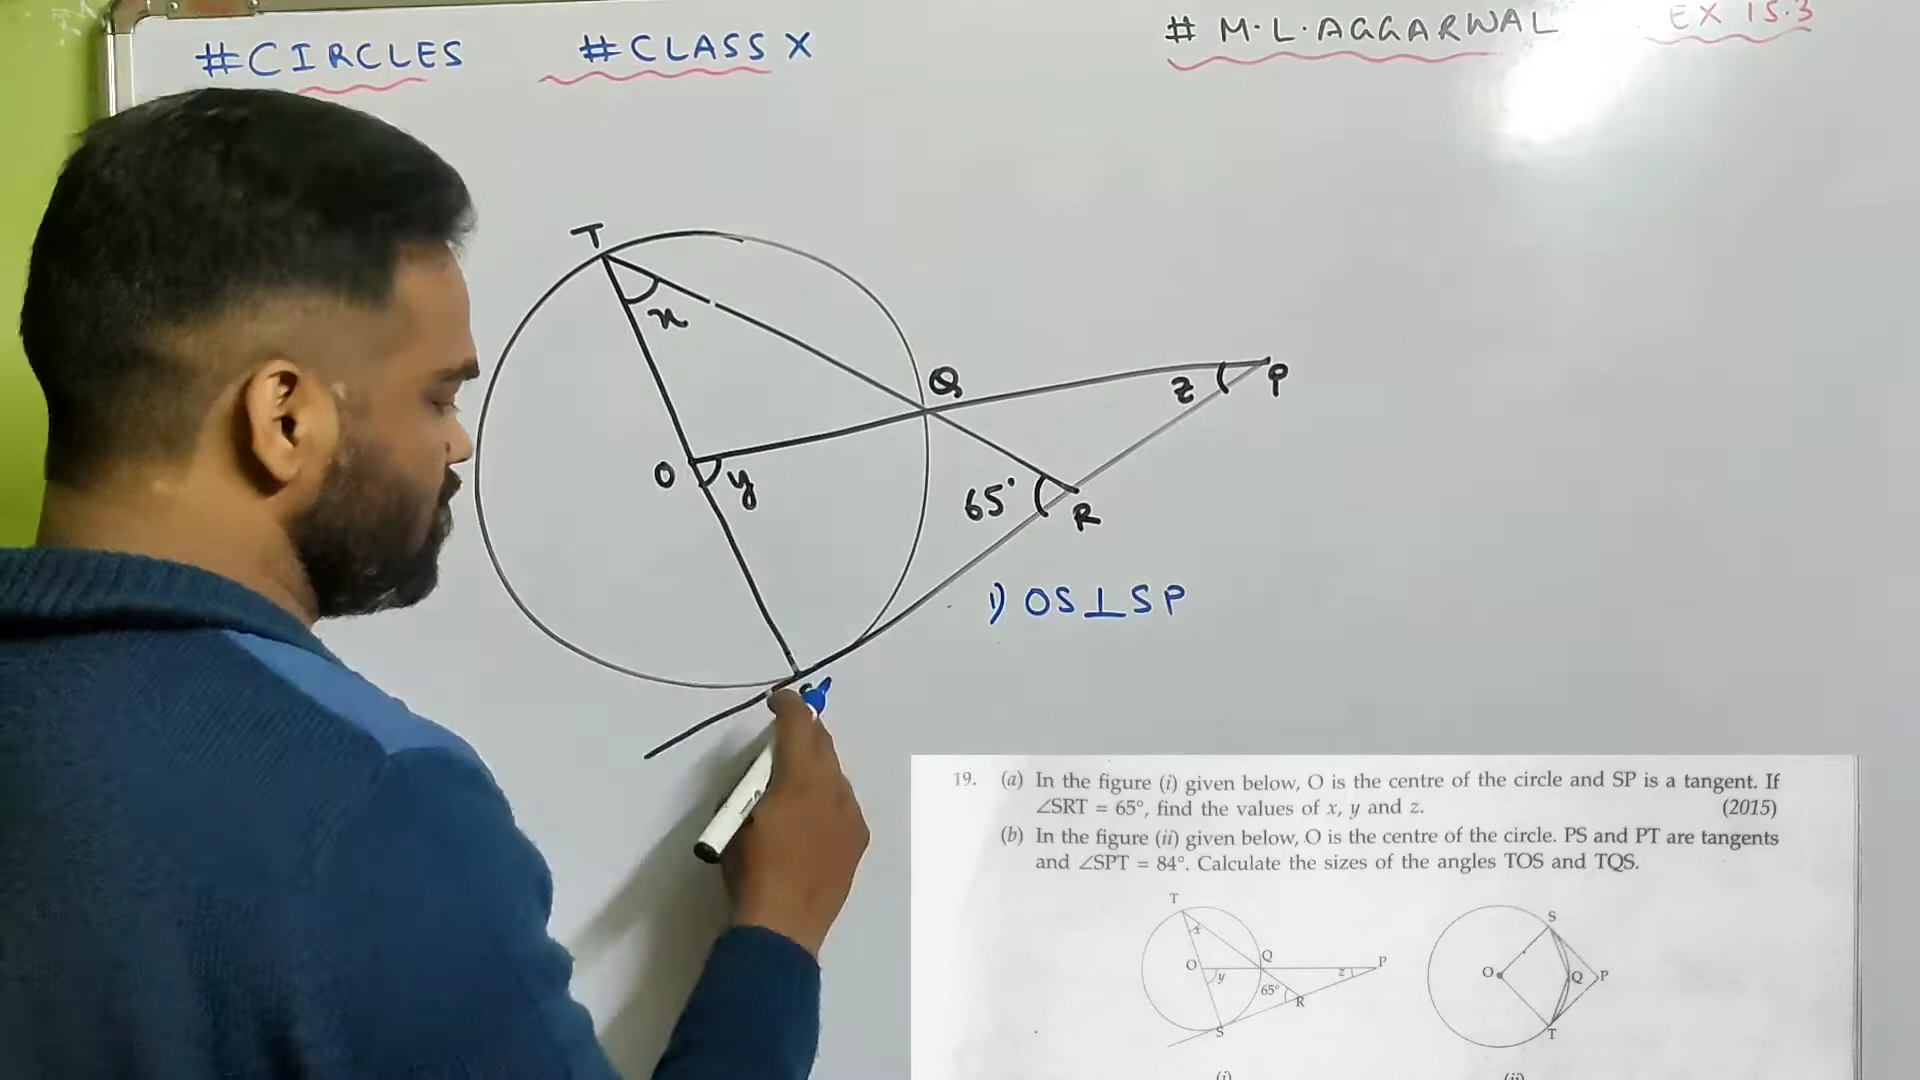 #CIRCLES #CLASS X # M.L.AGGARWAL EX 15.3
T
x
Q
z P
O y
65° R
1) OS⊥SP
19. (a) In the figure (i) given below, O is the centre of the circle and SP is a tangent. If
∠SRT = 65°, find the values of x, y and z. (2015)
(b) In the figure (ii) given below, O is the centre of the circle. PS and PT are tangents
and ∠SPT = 84°. Calculate the sizes of the angles TOS and TQS.
T
x
O y Q z P
65° R
S
S
O Q P
T
(i) (ii)